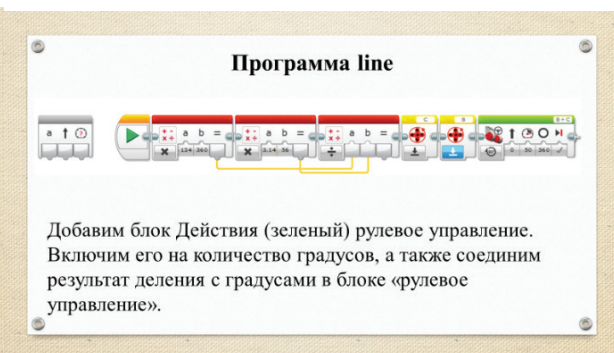 Программа line
C B B + C
a b = a b = a b =
134 360 3.14 56 0 50 360
Добавим блок Действия (зеленый) рулевое управление.
Включим его на количество градусов, а также соединим
результат деления с градусами в блоке «рулевое
управление».